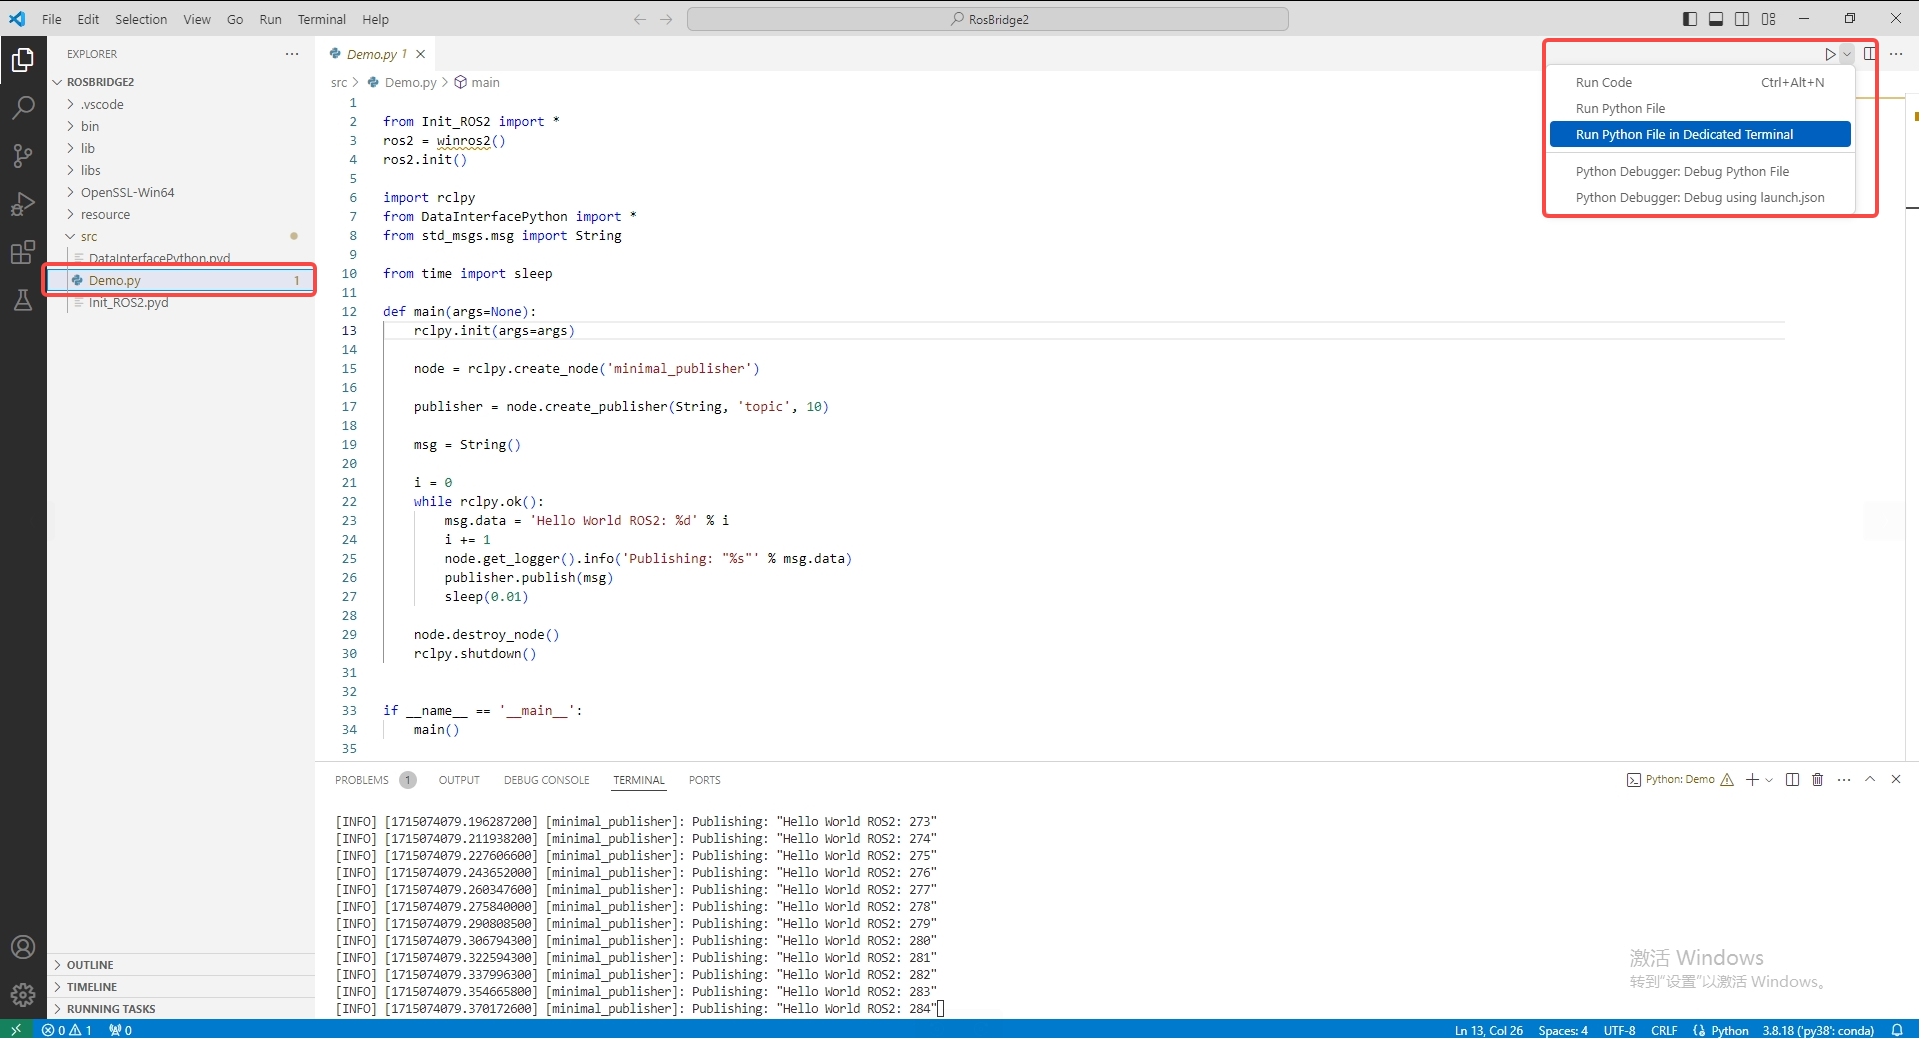 File Edit Selection View Go Run Terminal Help
RosBridge2
EXPLORER
Demo.py 1
ROSBRIDGE2
.vscode
bin
lib
libs
OpenSSL-Win64
resource
src
DataInterfacePython.pyd
Demo.py 1
Init_ROS2.pyd
OUTLINE
TIMELINE
RUNNING TASKS
src > Demo.py > main
1
2 from Init_ROS2 import *
3 ros2 = winros2()
4 ros2.init()
5
6 import rclpy
7 from DataInterfacePython import *
8 from std_msgs.msg import String
9
10 from time import sleep
11
12 def main(args=None):
13 rclpy.init(args=args)
14
15 node = rclpy.create_node('minimal_publisher')
16
17 publisher = node.create_publisher(String, 'topic', 10)
18
19 msg = String()
20
21 i = 0
22 while rclpy.ok():
23 msg.data = 'Hello World ROS2: %d' % i
24 i += 1
25 node.get_logger().info('Publishing: "%s"' % msg.data)
26 publisher.publish(msg)
27 sleep(0.01)
28
29 node.destroy_node()
30 rclpy.shutdown()
31
32
33 if __name__ == '__main__':
34 main()
35
Run Code Ctrl+Alt+N
Run Python File
Run Python File in Dedicated Terminal
Python Debugger: Debug Python File
Python Debugger: Debug using launch.json
PROBLEMS 1 OUTPUT DEBUG CONSOLE TERMINAL PORTS
Python: Demo
[INFO] [1715074079.196287200] [minimal_publisher]: Publishing: "Hello World ROS2: 273"
[INFO] [1715074079.211938200] [minimal_publisher]: Publishing: "Hello World ROS2: 274"
[INFO] [1715074079.227606600] [minimal_publisher]: Publishing: "Hello World ROS2: 275"
[INFO] [1715074079.243652000] [minimal_publisher]: Publishing: "Hello World ROS2: 276"
[INFO] [1715074079.260347600] [minimal_publisher]: Publishing: "Hello World ROS2: 277"
[INFO] [1715074079.275840000] [minimal_publisher]: Publishing: "Hello World ROS2: 278"
[INFO] [1715074079.290808500] [minimal_publisher]: Publishing: "Hello World ROS2: 279"
[INFO] [1715074079.306794300] [minimal_publisher]: Publishing: "Hello World ROS2: 280"
[INFO] [1715074079.322594300] [minimal_publisher]: Publishing: "Hello World ROS2: 281"
[INFO] [1715074079.337996300] [minimal_publisher]: Publishing: "Hello World ROS2: 282"
[INFO] [1715074079.354665800] [minimal_publisher]: Publishing: "Hello World ROS2: 283"
[INFO] [1715074079.370172600] [minimal_publisher]: Publishing: "Hello World ROS2: 284"
激活 Windows
转到"设置"以激活 Windows。
0 1 0
Ln 13, Col 26 Spaces: 4 UTF-8 CRLF Python 3.8.18 ('py38': conda)